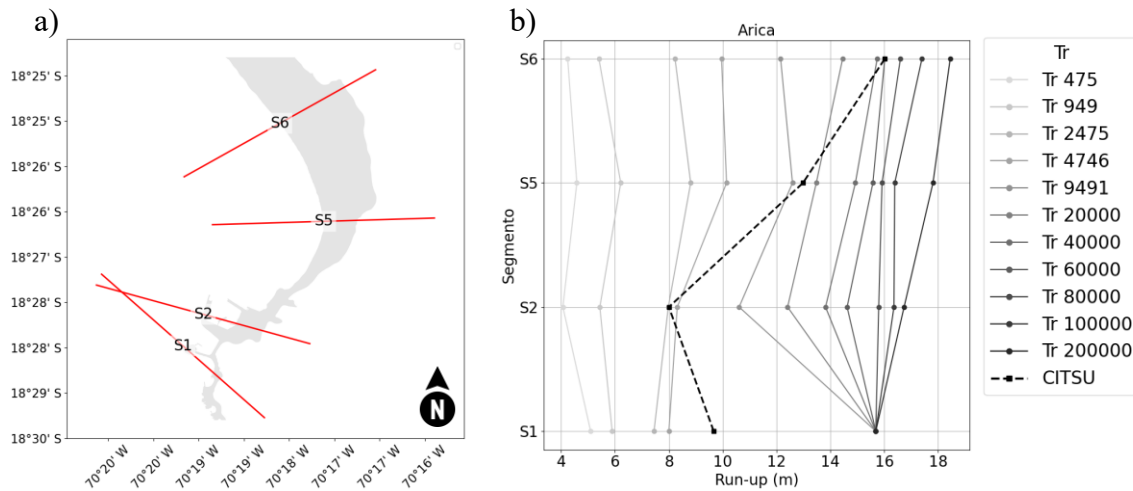 a)
18°25' S
18°25' S
18°26' S
18°26' S
18°27' S
18°28' S
18°28' S
18°29' S
18°30' S
S6
S5
S2
S1
N
70°20' W
70°20' W
70°19' W
70°19' W
70°18' W
70°17' W
70°17' W
70°16' W
b)
Arica
Segmento
S6
S5
S2
S1
4
6
8
10
12
14
16
18
Run-up (m)
Tr
Tr 475
Tr 949
Tr 2475
Tr 4746
Tr 9491
Tr 20000
Tr 40000
Tr 60000
Tr 80000
Tr 100000
Tr 200000
CITSU